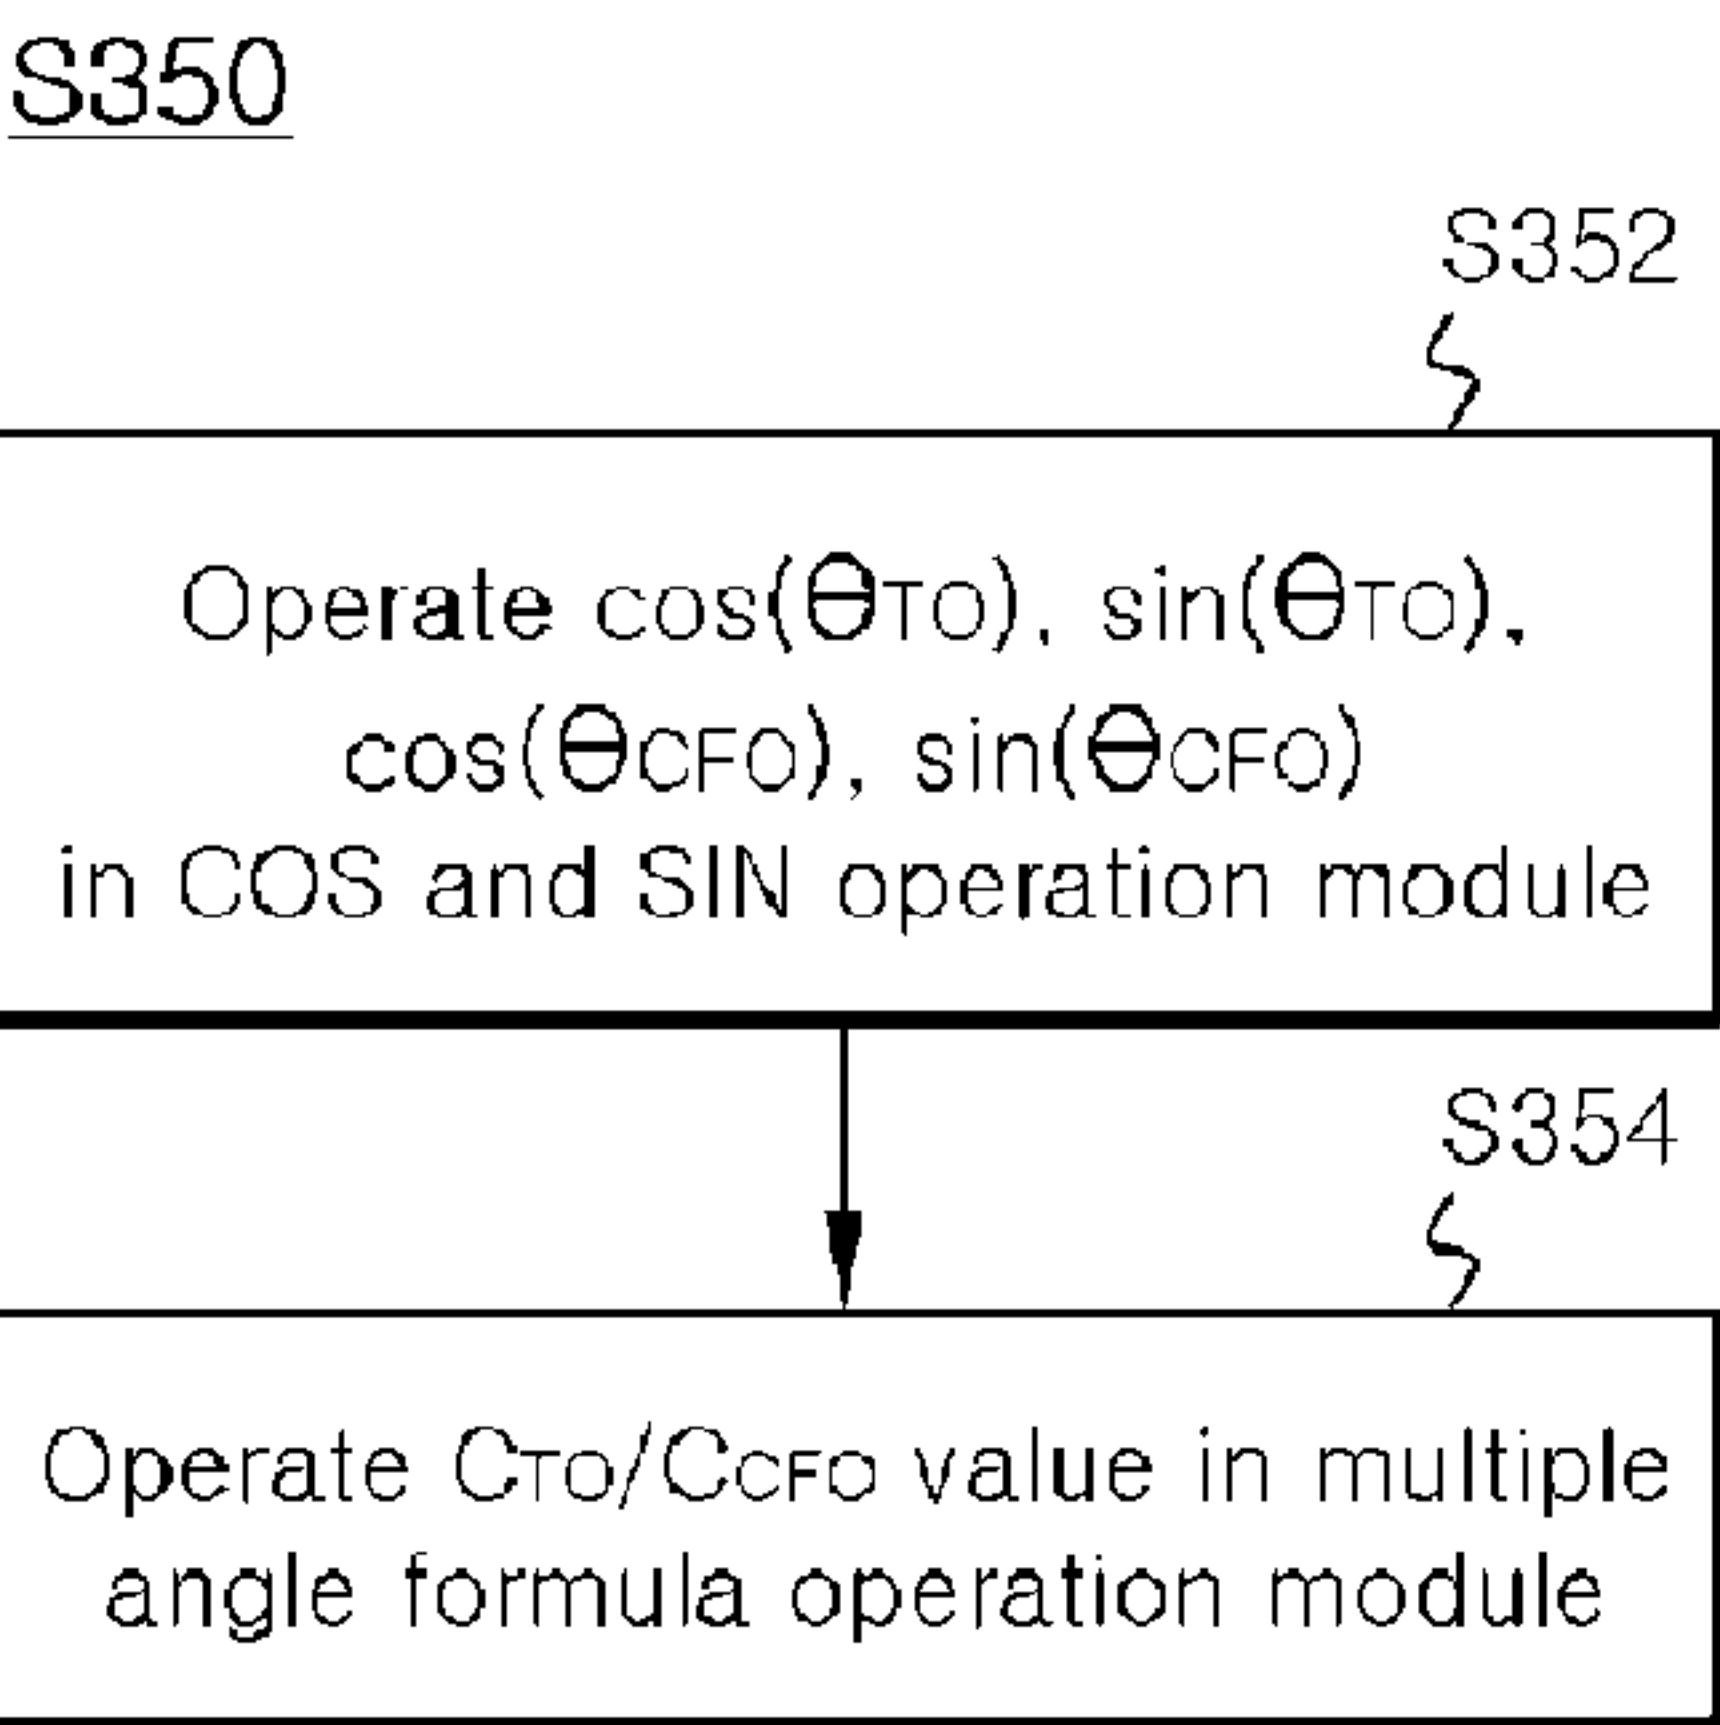 S350
S352
Operate cos(θTO), sin(θTO),
cos(θCFO), sin(θCFO)
in COS and SIN operation module
S354
Operate CTO/CCFO value in multiple
angle formula operation module